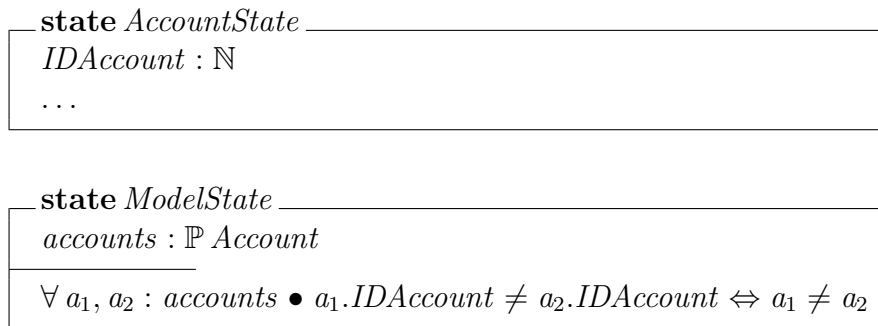 state AccountState
IDAccount : ℕ
. . .
state ModelState
accounts : ℙ Account
∀ a₁, a₂ : accounts • a₁.IDAccount ≠ a₂.IDAccount ⇔ a₁ ≠ a₂